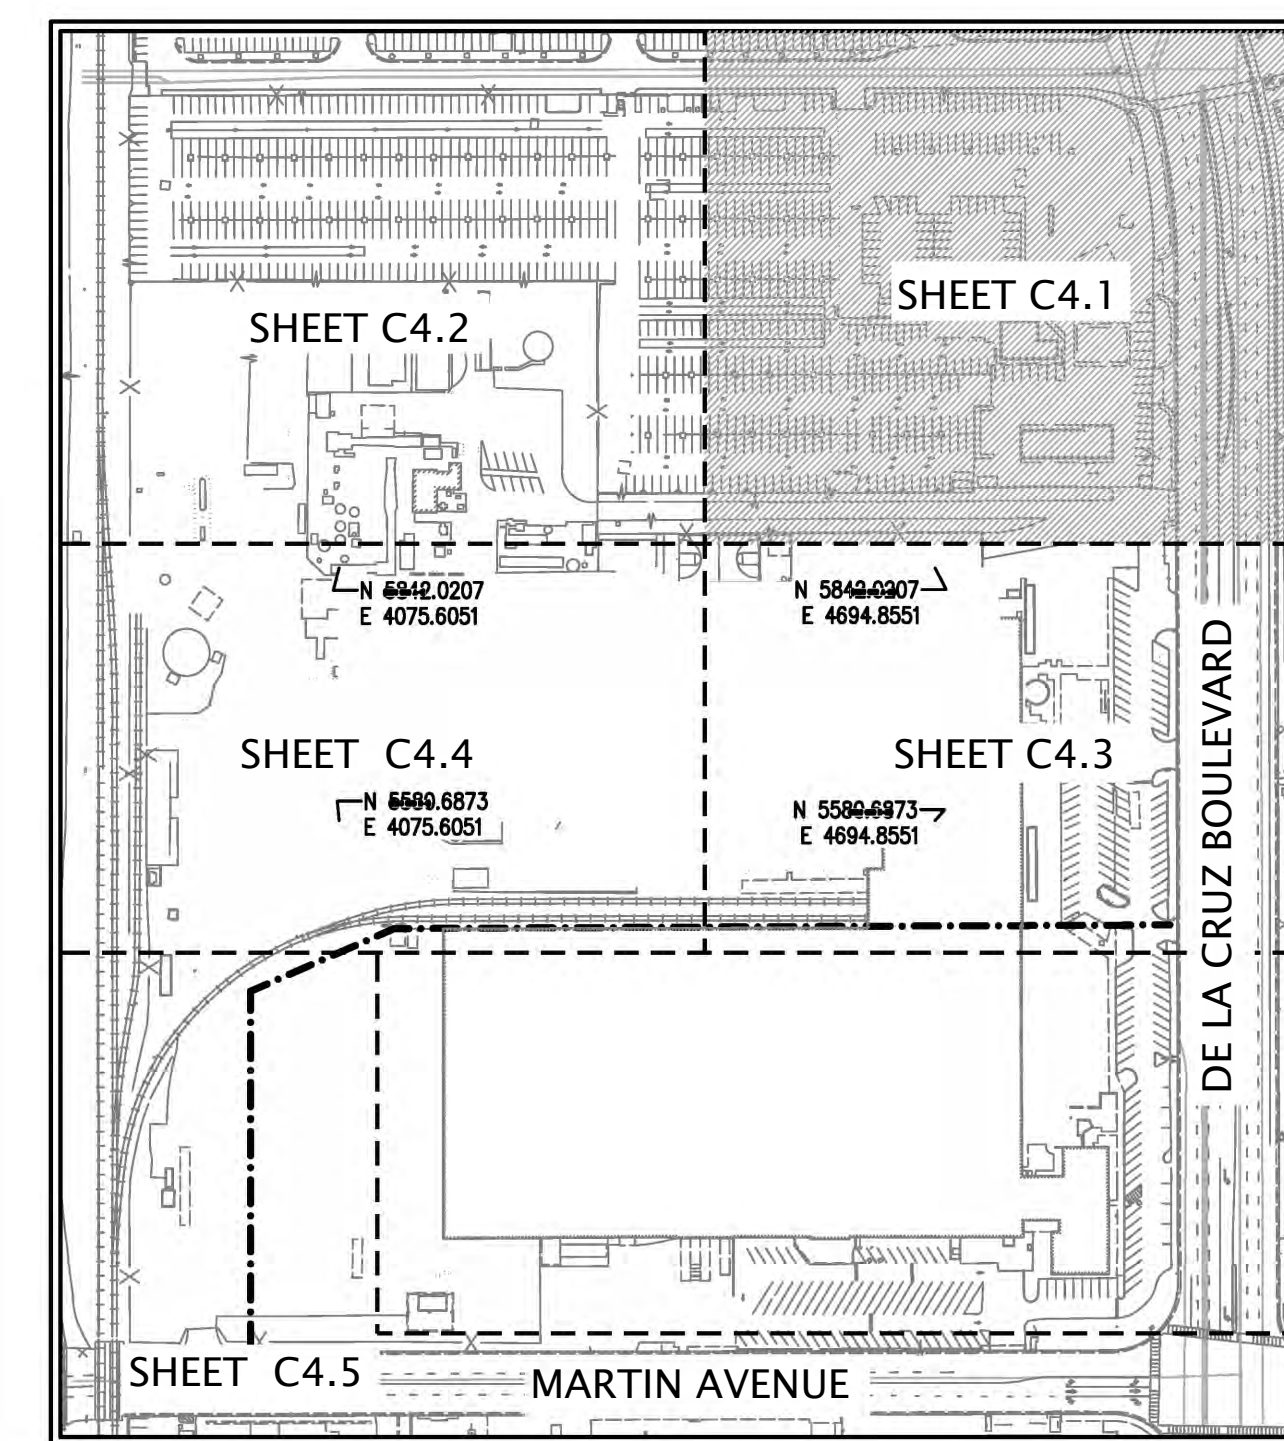 SHEET C4.1
SHEET C4.2
N 5842.0207
E 4075.6051
N 5842.0207
E 4694.8551
SHEET C4.4
SHEET C4.3
N 5580.6873
E 4075.6051
N 5580.6873
E 4694.8551
DE LA CRUZ BOULEVARD
SHEET C4.5
MARTIN AVENUE